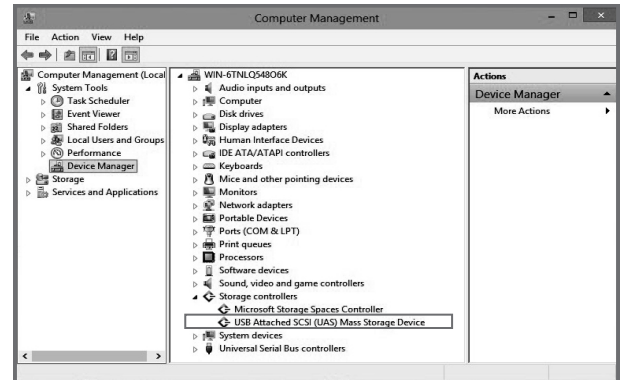 Computer Management
File Action View Help
Computer Management (Local
System Tools
Task Scheduler
Event Viewer
Shared Folders
Local Users and Groups
Performance
Device Manager
Storage
Services and Applications
WIN-6TNLQ54806K
Audio inputs and outputs
Computer
Disk drives
Display adapters
Human Interface Devices
IDE ATA/ATAPI controllers
Keyboards
Mice and other pointing devices
Monitors
Network adapters
Portable Devices
Ports (COM & LPT)
Print queues
Processors
Software devices
Sound, video and game controllers
Storage controllers
Microsoft Storage Spaces Controller
USB Attached SCSI (UAS) Mass Storage Device
System devices
Universal Serial Bus controllers
Actions
Device Manager
More Actions